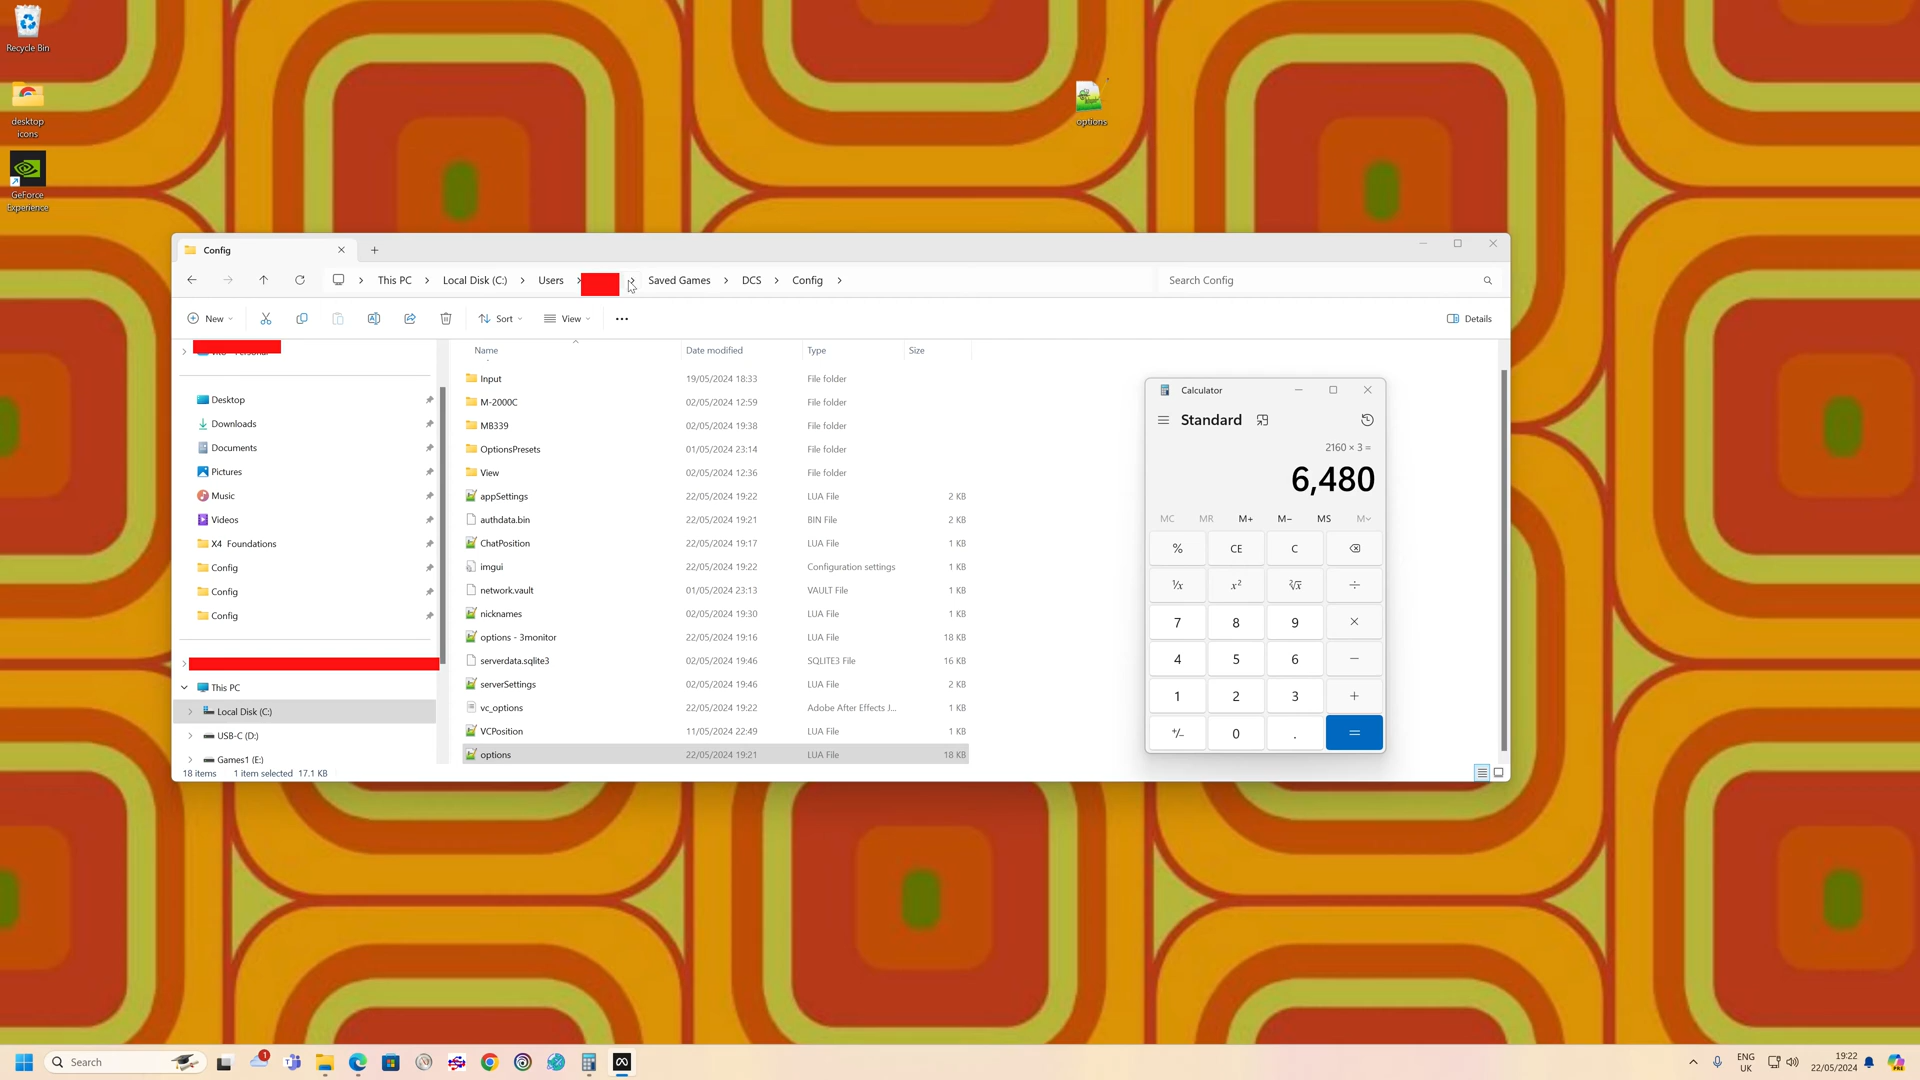 Recycle Bin
desktop
icons
GeForce
Experience
options
Config
This PC
Local Disk (C:)
Users
Saved Games
DCS
Config
Search Config
New
Sort
View
Details
Desktop
Downloads
Documents
Pictures
Music
Videos
X4 Foundations
Config
Config
Config
This PC
Local Disk (C:)
USB-C (D:)
Games1 (E:)
Name Date modified Type Size
Input 19/05/2024 18:33 File folder
M-2000C 02/05/2024 12:59 File folder
MB339 02/05/2024 19:38 File folder
OptionsPresets 01/05/2024 23:14 File folder
View 02/05/2024 12:36 File folder
appSettings 22/05/2024 19:22 LUA File 2 KB
authdata.bin 22/05/2024 19:21 BIN File 2 KB
ChatPosition 22/05/2024 19:17 LUA File 1 KB
imgui 22/05/2024 19:22 Configuration settings 1 KB
network.vault 01/05/2024 23:13 VAULT File 1 KB
nicknames 02/05/2024 19:30 LUA File 1 KB
options - 3monitor 22/05/2024 19:16 LUA File 18 KB
serverdata.sqlite3 02/05/2024 19:46 SQLITE3 File 16 KB
serverSettings 02/05/2024 19:46 LUA File 2 KB
vc_options 22/05/2024 19:22 Adobe After Effects J... 1 KB
VCPosition 11/05/2024 22:49 LUA File 1 KB
options 22/05/2024 19:21 LUA File 18 KB
18 items 1 item selected 17.1 KB
Calculator
Standard
2160 × 3 =
6,480
MC MR M+ M− MS M˅
% CE C
¹/x x² ²√x ÷
7 8 9 ×
4 5 6 −
1 2 3 +
+/− 0 . =
Search
1
ENG
UK
19:22
22/05/2024
PRE